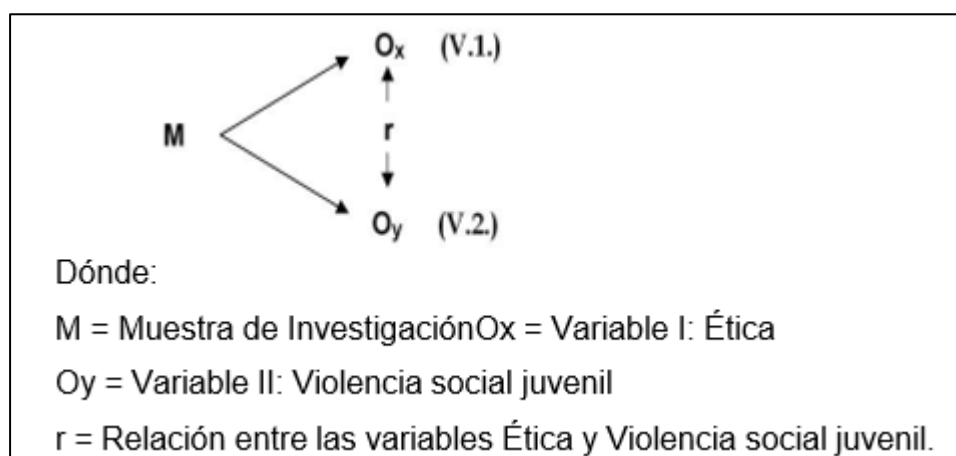 Ox (V.1.)
M
r
Oy (V.2.)
Dónde:
M = Muestra de InvestigaciónOx = Variable I: Ética
Oy = Variable II: Violencia social juvenil
r = Relación entre las variables Ética y Violencia social juvenil.